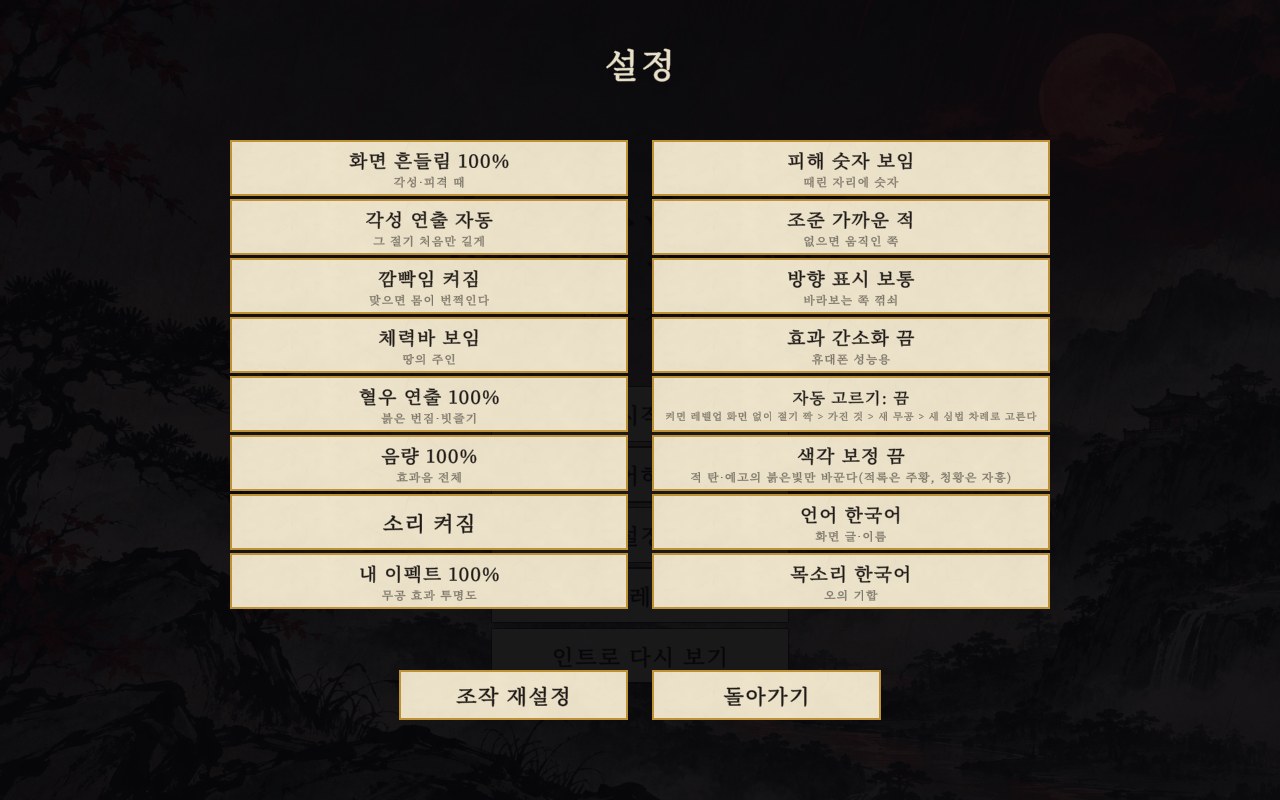 설정
화면 흔들림 100%
각성·피격 때
피해 숫자 보임
때린 자리에 숫자
각성 연출 자동
그 절기 처음만 길게
조준 가까운 적
없으면 움직인 쪽
깜빡임 켜짐
맞으면 몸이 번쩍인다
방향 표시 보통
바라보는 쪽 꺾쇠
체력바 보임
땅의 주인
효과 간소화 끔
휴대폰 성능용
혈우 연출 100%
붉은 번짐·빗줄기
자동 고르기: 끔
켜면 레벨업 화면 없이 절기 짝 > 가진 것 > 새 무공 > 새 심법 차례로 고른다
음량 100%
효과음 전체
색각 보정 끔
적 탄·예고의 붉은빛만 바꾼다(적록은 주황, 청황은 자홍)
소리 켜짐
언어 한국어
화면 글·이름
내 이펙트 100%
무공 효과 투명도
목소리 한국어
오의 기합
인트로 다시 보기
조작 재설정
돌아가기